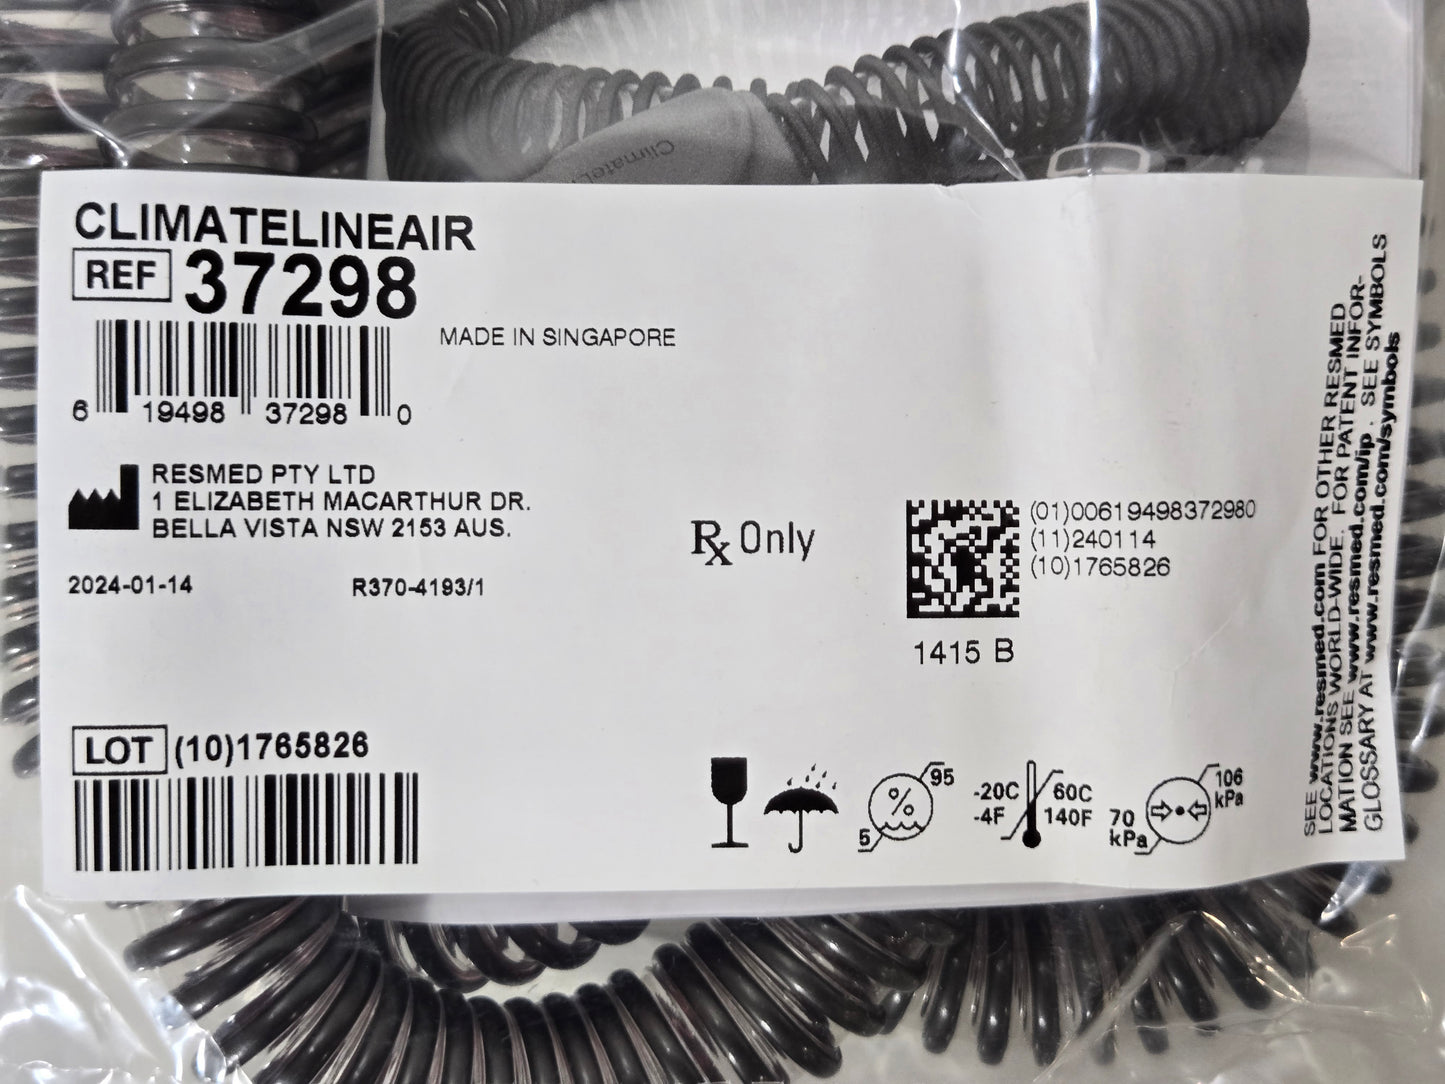 ClimateL
CLIMATELINEAIR
REF 37298
MADE IN SINGAPORE
6 19498 37298 0
RESMED PTY LTD
1 ELIZABETH MACARTHUR DR.
BELLA VISTA NSW 2153 AUS.
2024-01-14 R370-4193/1
Rx Only
(01)00619498372980
(11)240114
(10)1765826
1415 B
LOT (10)1765826
95
%
5
-20C 60C
-4F 140F
106
kPa
70
kPa
SEE www.resmed.com FOR OTHER RESMED
LOCATIONS WORLD-WIDE. FOR PATENT INFOR-
MATION SEE www.resmed.com/ip. SEE SYMBOLS
GLOSSARY AT www.resmed.com/symbols